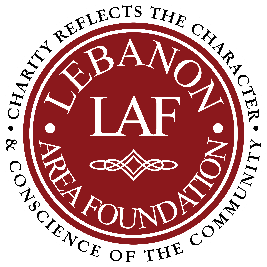 • CHARITY REFLECTS THE CHARACTER •
& CONSCIENCE OF THE COMMUNITY
• LEBANON •
LAF
AREA FOUNDATION